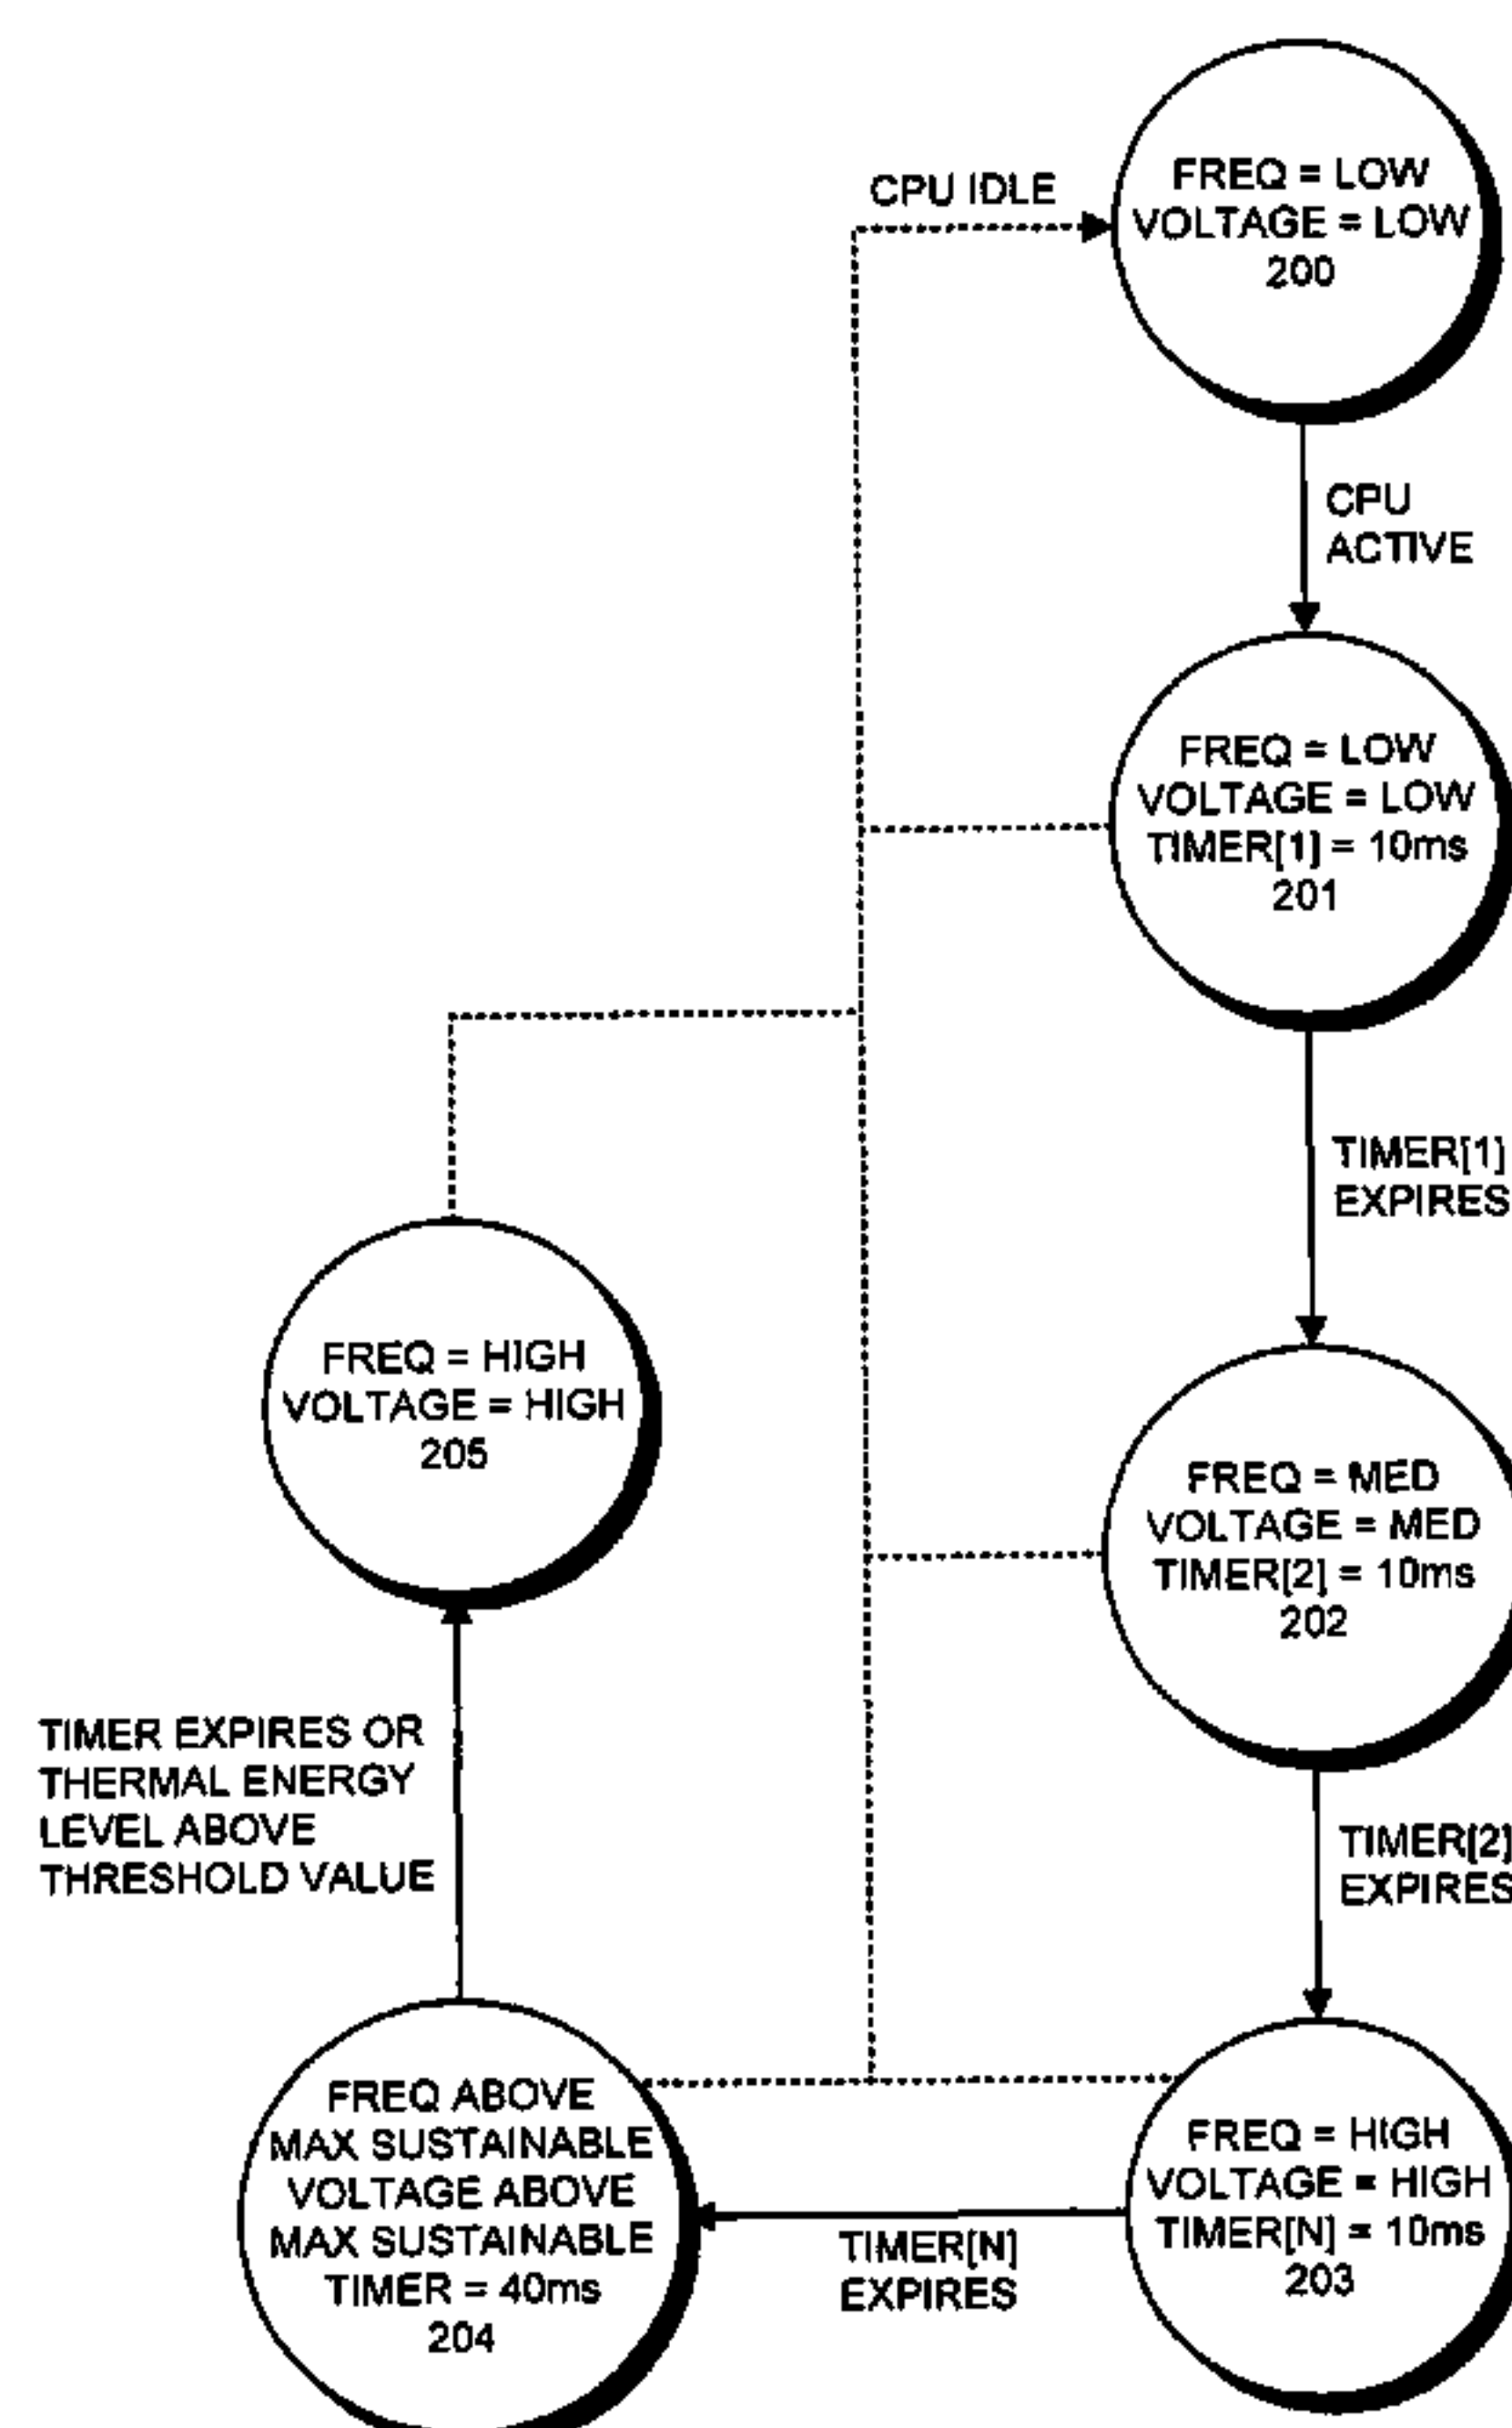 FREQ = LOW
VOLTAGE = LOW
200
CPU IDLE
CPU
ACTIVE
FREQ = LOW
VOLTAGE = LOW
TIMER[1] = 10ms
201
TIMER[1]
EXPIRES
FREQ = HIGH
VOLTAGE = HIGH
205
FREQ = MED
VOLTAGE = MED
TIMER[2] = 10ms
202
TIMER EXPIRES OR
THERMAL ENERGY
LEVEL ABOVE
THRESHOLD VALUE
TIMER[2]
EXPIRES
FREQ ABOVE
MAX SUSTAINABLE
VOLTAGE ABOVE
MAX SUSTAINABLE
TIMER = 40ms
204
TIMER[N]
EXPIRES
FREQ = HIGH
VOLTAGE = HIGH
TIMER[N] = 10ms
203